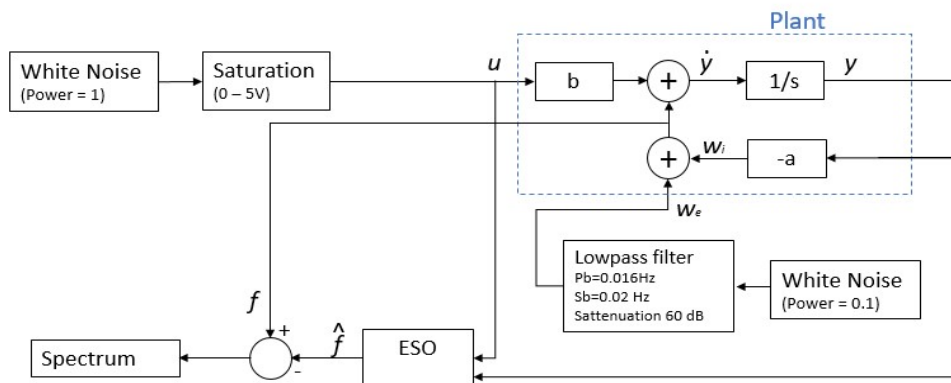 Plant
White Noise
(Power = 1)
Saturation
(0 – 5V)
u
b
+
ẏ
1/s
y
+
wᵢ
-a
wₑ
Lowpass filter
Pb=0.016Hz
Sb=0.02 Hz
Sattenuation 60 dB
White Noise
(Power = 0.1)
f
+
f̂
ESO
Spectrum
-